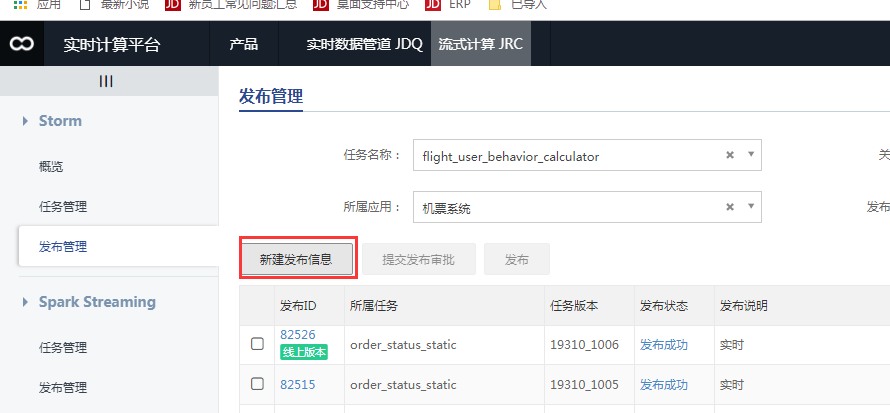 应用 最新小说 JD 新员工常见问题汇总 JD 桌面支持中心 JD ERP 已导入
实时计算平台 产品 实时数据管道 JDQ 流式计算 JRC
发布管理
Storm
概览
任务管理
发布管理
Spark Streaming
任务管理
发布管理
任务名称： flight_user_behavior_calculator 关
所属应用： 机票系统 发布
新建发布信息 提交发布审批 发布
发布ID 所属任务 任务版本 发布状态 发布说明
82526 线上版本 order_status_static 19310_1006 发布成功 实时
82515 order_status_static 19310_1005 发布成功 实时